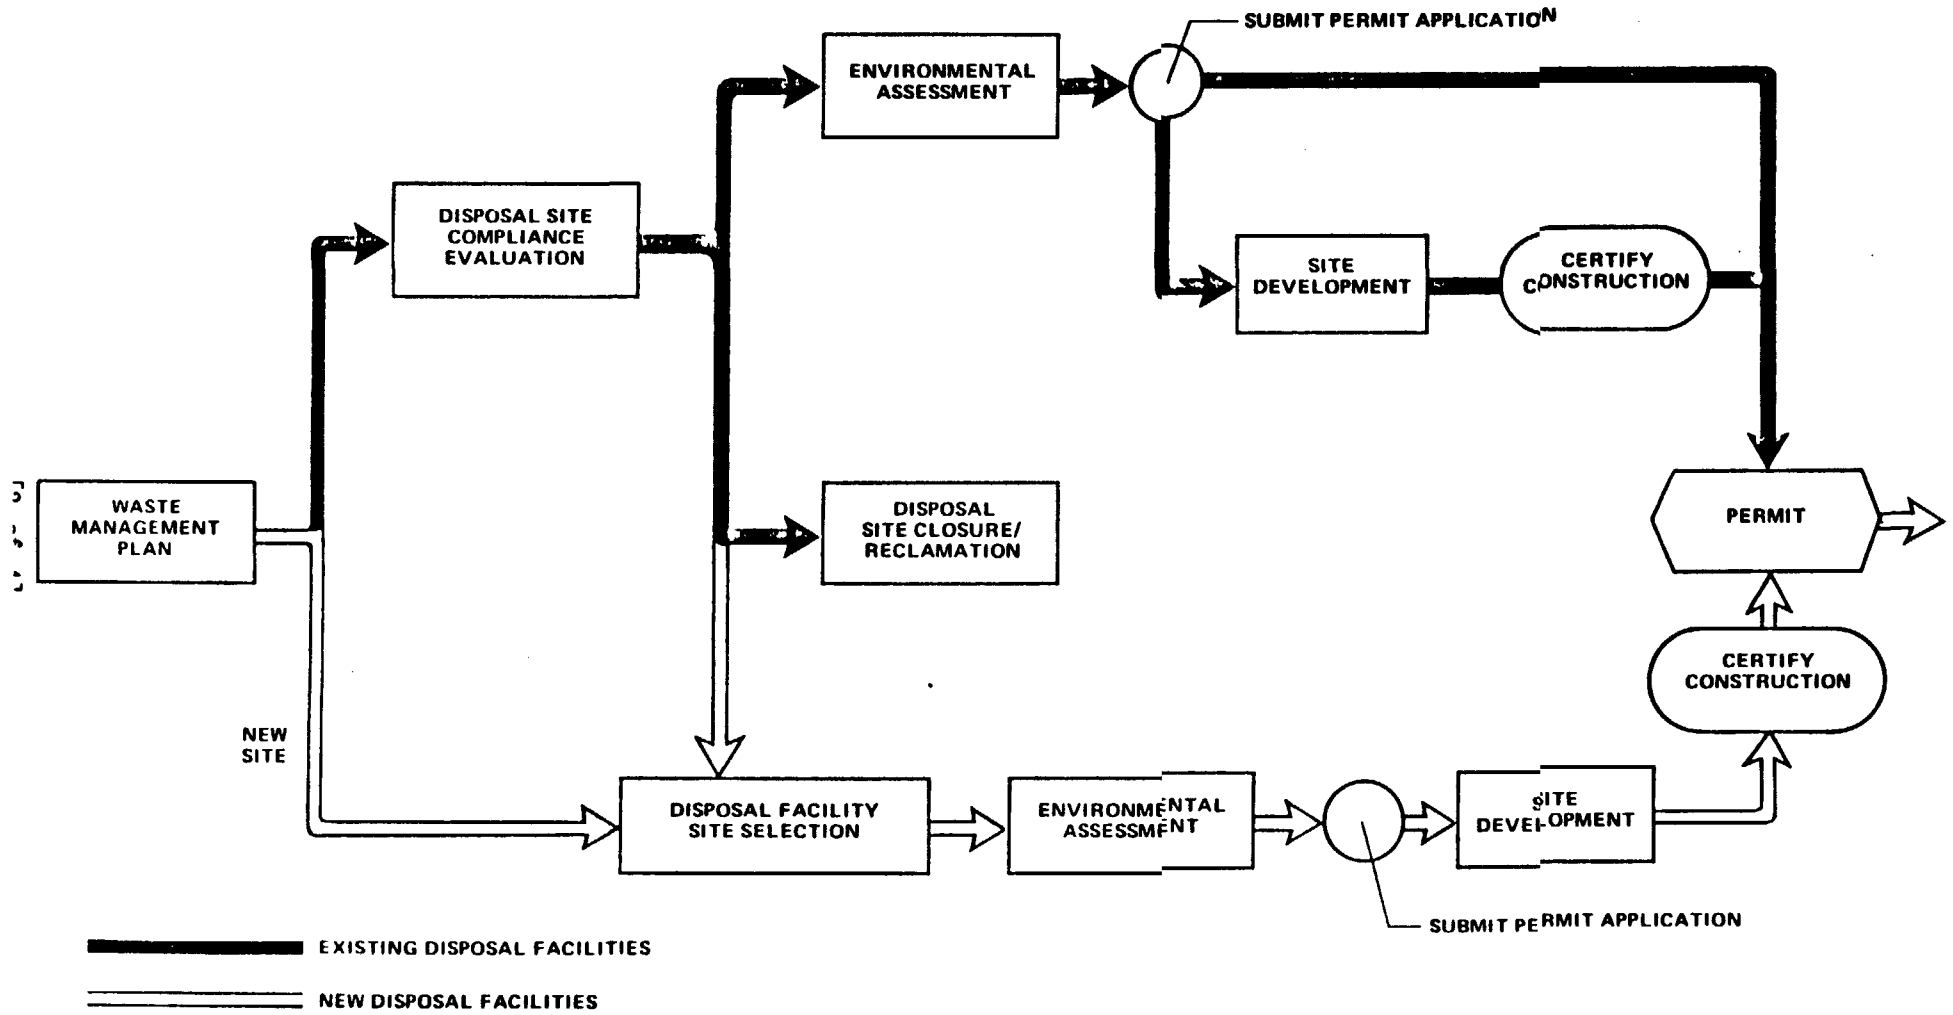 SUBMIT PERMIT APPLICATION
ENVIRONMENTAL
ASSESSMENT
DISPOSAL SITE
COMPLIANCE
EVALUATION
SITE
DEVELOPMENT
CERTIFY
CONSTRUCTION
WASTE
MANAGEMENT
PLAN
DISPOSAL
SITE CLOSURE/
RECLAMATION
PERMIT
CERTIFY
CONSTRUCTION
NEW
SITE
DISPOSAL FACILITY
SITE SELECTION
ENVIRONMENTAL
ASSESSMENT
SITE
DEVELOPMENT
SUBMIT PERMIT APPLICATION
EXISTING DISPOSAL FACILITIES
NEW DISPOSAL FACILITIES